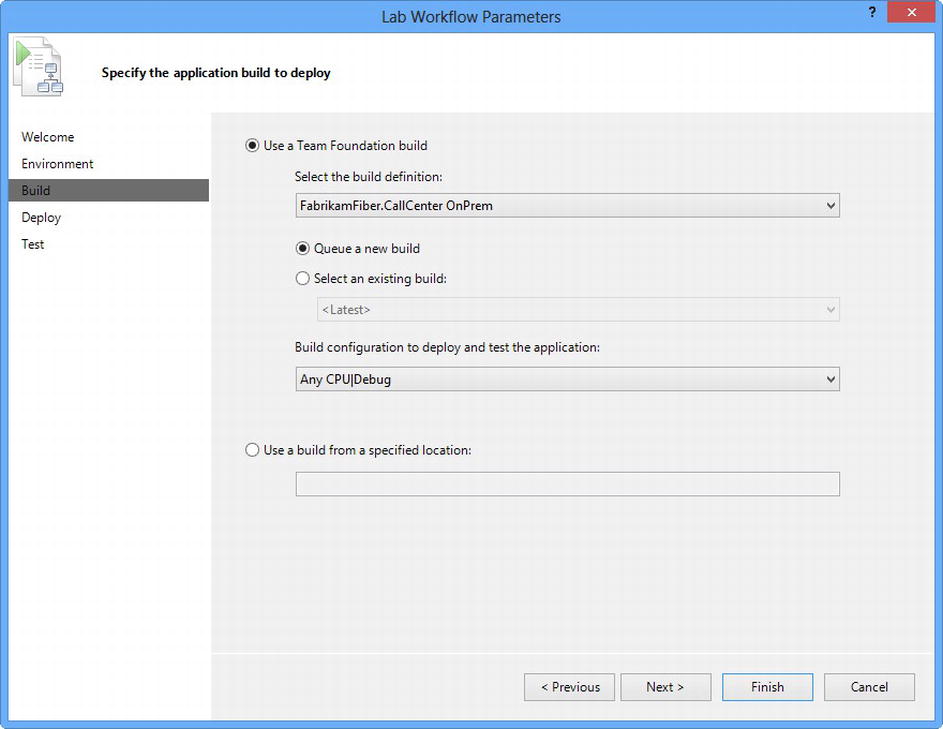 Lab Workflow Parameters
?
Specify the application build to deploy
Welcome
Environment
Build
Deploy
Test
Use a Team Foundation build
Select the build definition:
FabrikamFiber.CallCenter OnPrem
Queue a new build
Select an existing build:
<Latest>
Build configuration to deploy and test the application:
Any CPU|Debug
Use a build from a specified location:
< Previous
Next >
Finish
Cancel